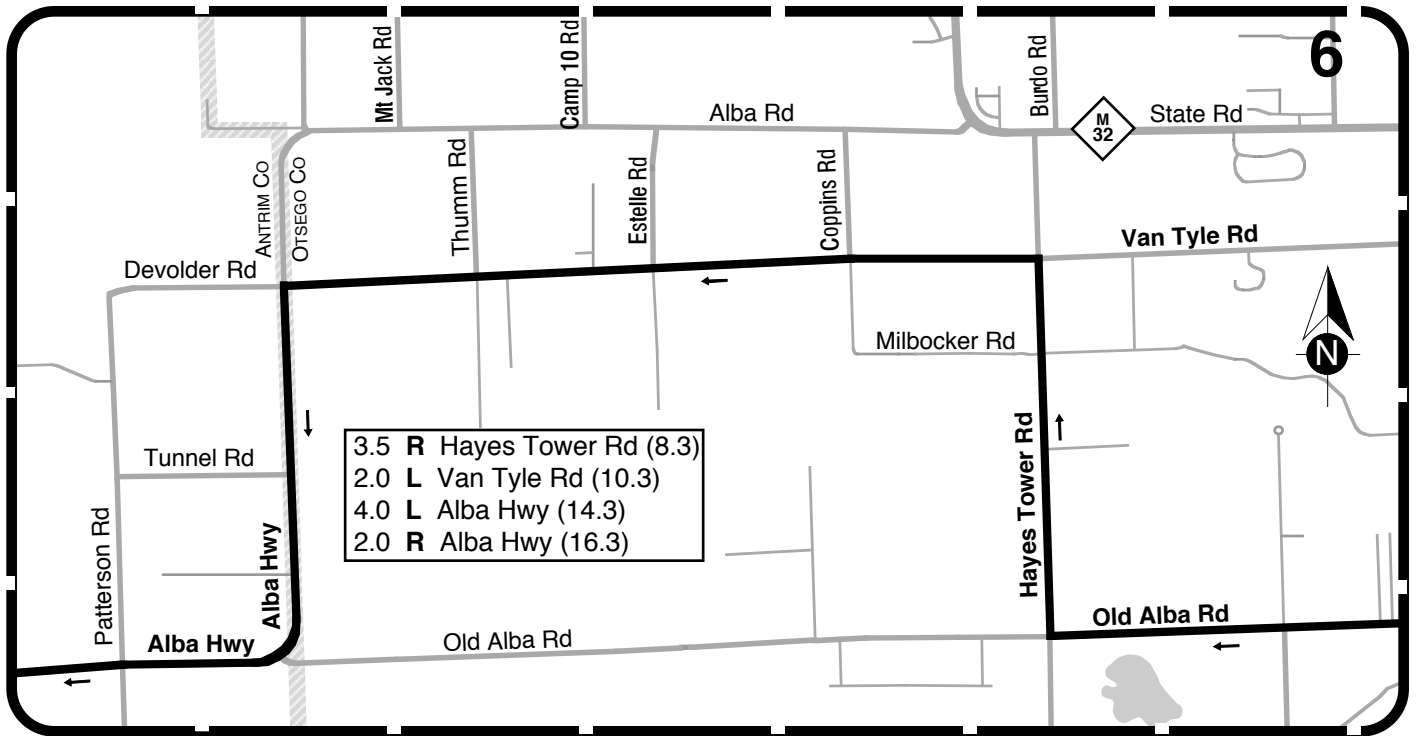 6
Mt Jack Rd
Camp 10 Rd
Burdo Rd
Alba Rd
M
32
State Rd
ANTRIM CO
OTSEGO CO
Thumm Rd
Estelle Rd
Coppins Rd
Van Tyle Rd
Devolder Rd
Milbocker Rd
N
3.5 R Hayes Tower Rd (8.3)
2.0 L Van Tyle Rd (10.3)
4.0 L Alba Hwy (14.3)
2.0 R Alba Hwy (16.3)
Tunnel Rd
Hayes Tower Rd
Patterson Rd
Alba Hwy
Alba Hwy
Old Alba Rd
Old Alba Rd